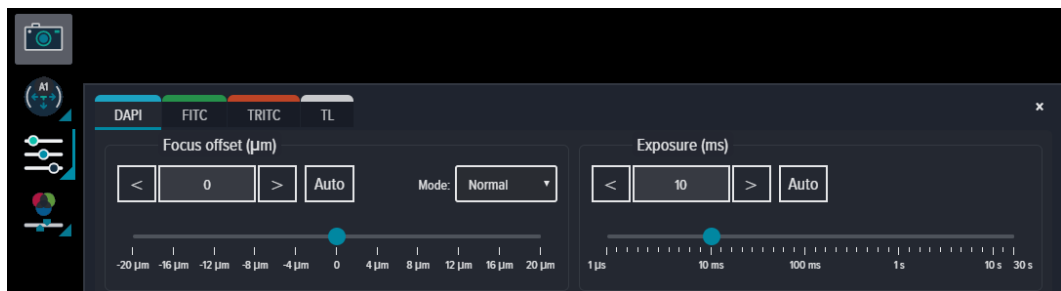 A1
DAPI FITC TRITC TL ×
Focus offset (µm) Exposure (ms)
< 0 > Auto Mode: Normal ▼ < 10 > Auto
-20 µm -16 µm -12 µm -8 µm -4 µm 0 4 µm 8 µm 12 µm 16 µm 20 µm 1 µs 10 ms 100 ms 1 s 10 s 30 s